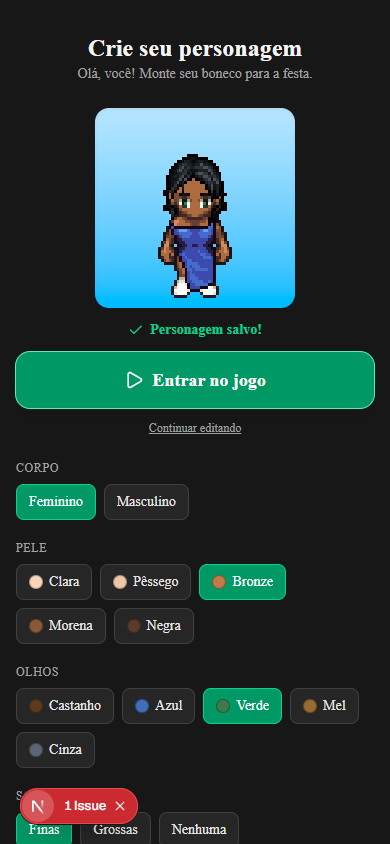 Crie seu personagem
Olá, você! Monte seu boneco para a festa.
Personagem salvo!
Entrar no jogo
Continuar editando
CORPO
Feminino Masculino
PELE
Clara Pêssego Bronze
Morena Negra
OLHOS
Castanho Azul Verde Mel
Cinza
N 1 Issue
Finas Grossas Nenhuma